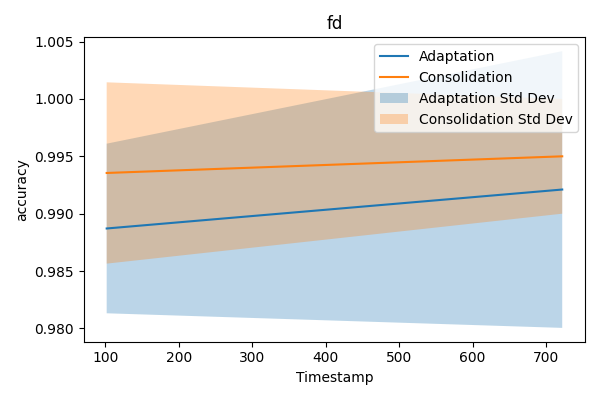 fd
1.005
1.000
0.995
0.990
0.985
0.980
accuracy
Adaptation
Consolidation
Adaptation Std Dev
Consolidation Std Dev
100
200
300
400
500
600
700
Timestamp